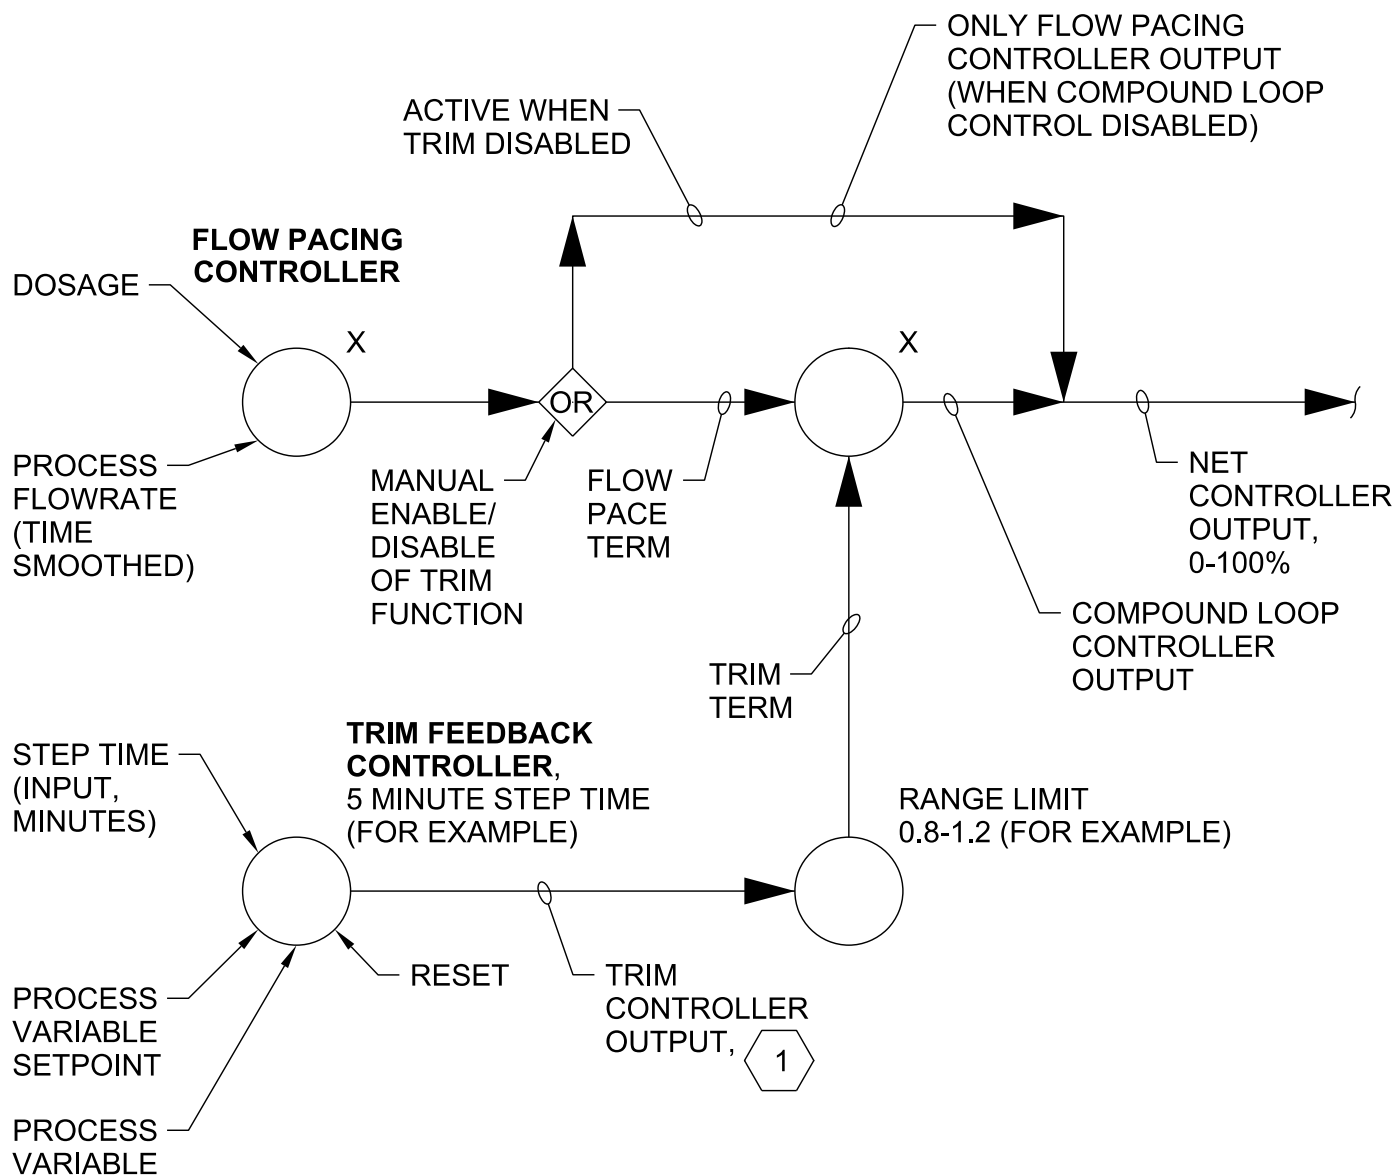 ONLY FLOW PACING
CONTROLLER OUTPUT
(WHEN COMPOUND LOOP
CONTROL DISABLED)
ACTIVE WHEN
TRIM DISABLED
FLOW PACING
CONTROLLER
DOSAGE
X
X
OR
PROCESS
FLOWRATE
(TIME
SMOOTHED)
MANUAL
ENABLE/
DISABLE
OF TRIM
FUNCTION
FLOW
PACE
TERM
NET
CONTROLLER
OUTPUT,
0-100%
COMPOUND LOOP
CONTROLLER
OUTPUT
TRIM
TERM
STEP TIME
(INPUT,
MINUTES)
TRIM FEEDBACK
CONTROLLER,
5 MINUTE STEP TIME
(FOR EXAMPLE)
RANGE LIMIT
0.8-1.2 (FOR EXAMPLE)
RESET
TRIM
CONTROLLER
OUTPUT,
1
PROCESS
VARIABLE
SETPOINT
PROCESS
VARIABLE